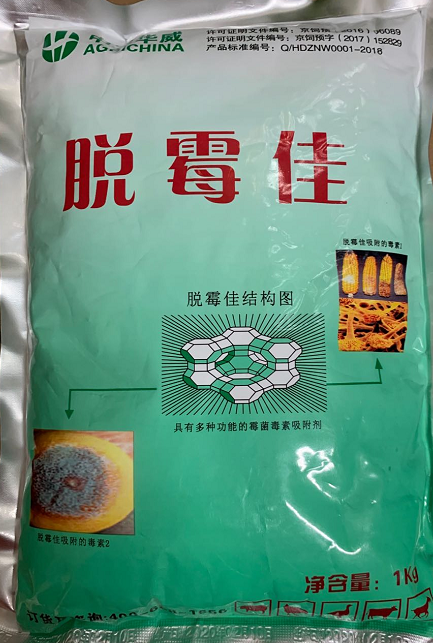 华威
AGRICHINA
许可证明文件编号：京饲预（2016）06089
许可证明文件编号：京饲预字（2017）152829
产品标准编号：Q/HDZNW0001-2018
脱霉佳
脱霉佳吸附的毒素1
脱霉佳结构图
具有多种功能的霉菌毒素吸附剂
脱霉佳吸附的毒素2
净含量：1Kg